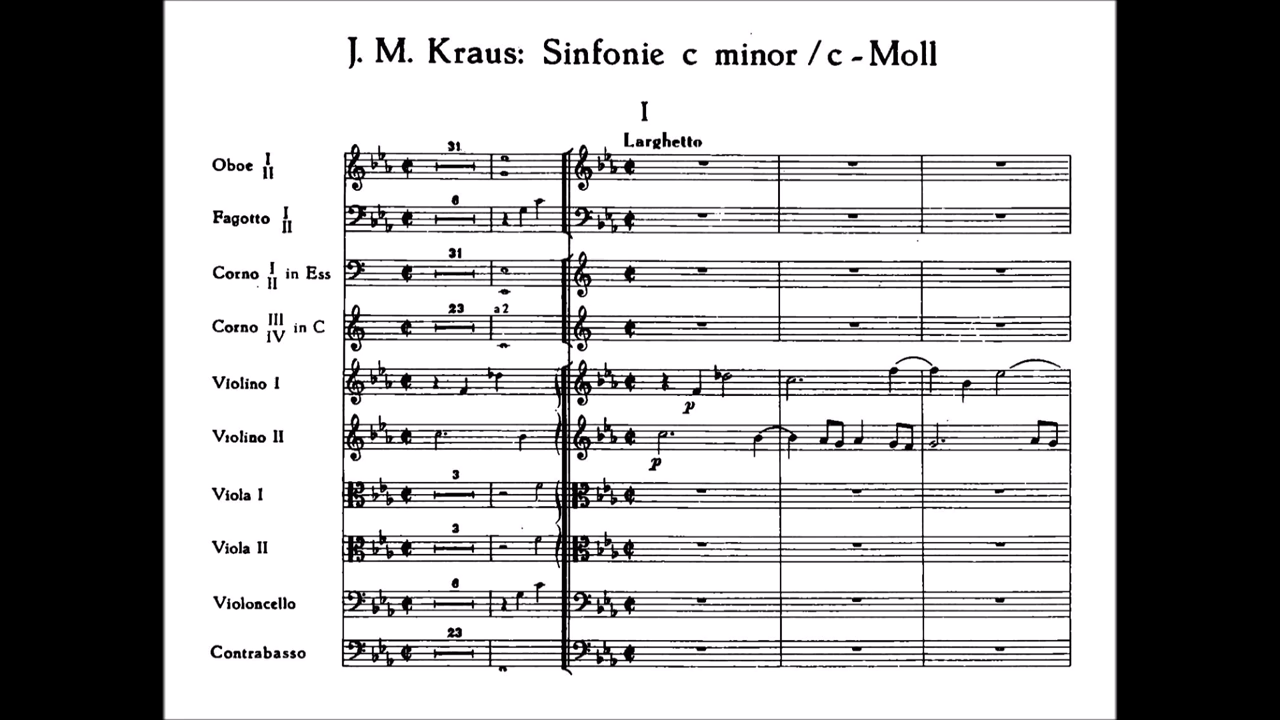 J. M. Kraus: Sinfonie c minor / c - Moll
I
Larghetto
Oboe I II
31
Fagotto I II
6
Corno I II in Ess
31
Corno III IV in C
23 a 2
Violino I
p
Violino II
p
Viola I
3
Viola II
3
Violoncello
6
Contrabasso
23